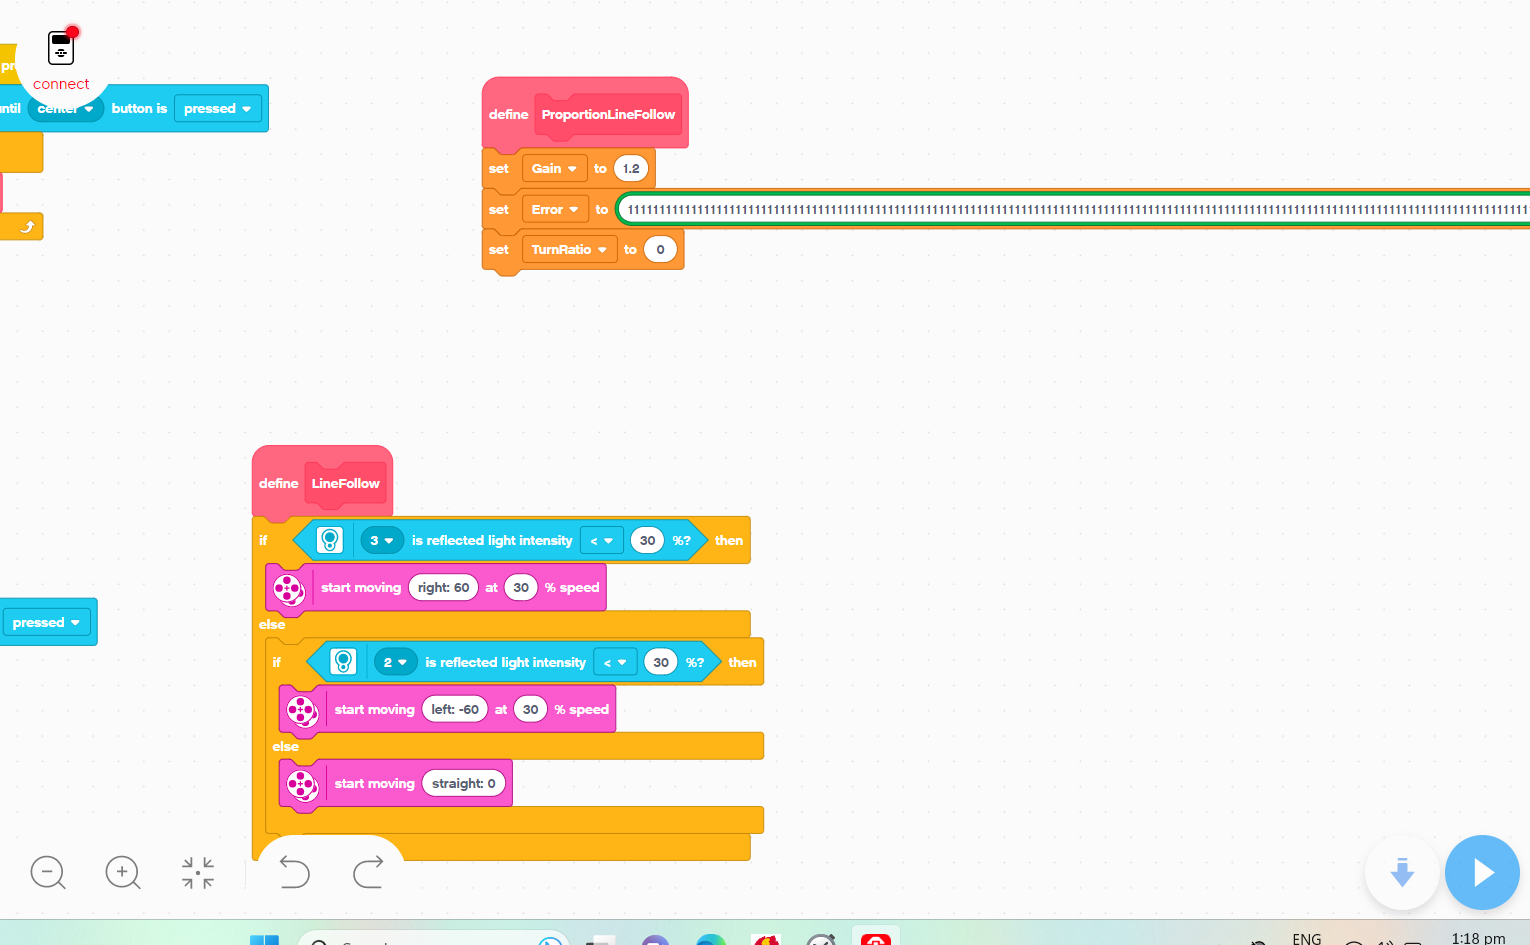 pr
connect
ntil center button is pressed
define ProportionLineFollow
set Gain to 1.2
set Error to
set TurnRatio to 0
define LineFollow
if 3 is reflected light intensity < 30 %? then
start moving right: 60 at 30 % speed
else
pressed
if 2 is reflected light intensity < 30 %? then
start moving left: -60 at 30 % speed
else
start moving straight: 0
ENG
1:18 pm